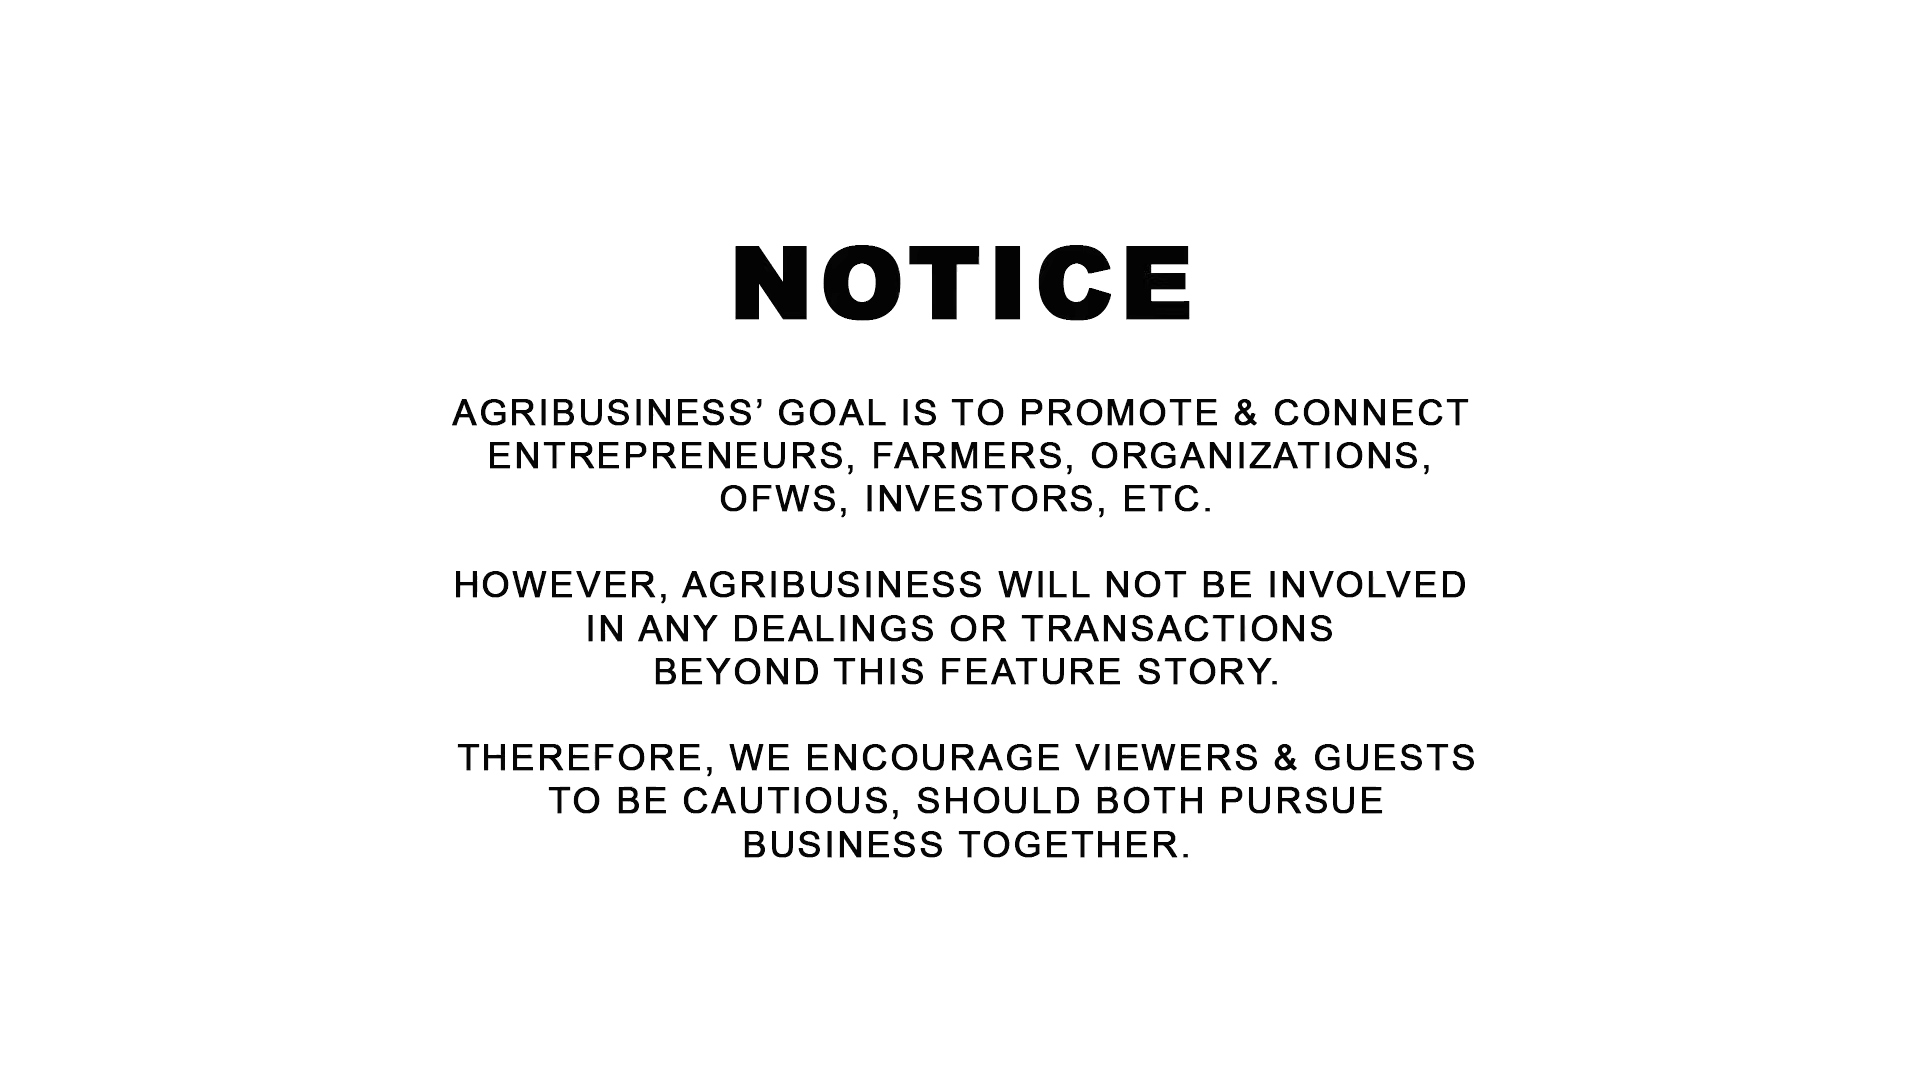 NOTICE
AGRIBUSINESS’ GOAL IS TO PROMOTE & CONNECT
ENTREPRENEURS, FARMERS, ORGANIZATIONS,
OFWS, INVESTORS, ETC.
HOWEVER, AGRIBUSINESS WILL NOT BE INVOLVED
IN ANY DEALINGS OR TRANSACTIONS
BEYOND THIS FEATURE STORY.
THEREFORE, WE ENCOURAGE VIEWERS & GUESTS
TO BE CAUTIOUS, SHOULD BOTH PURSUE
BUSINESS TOGETHER.